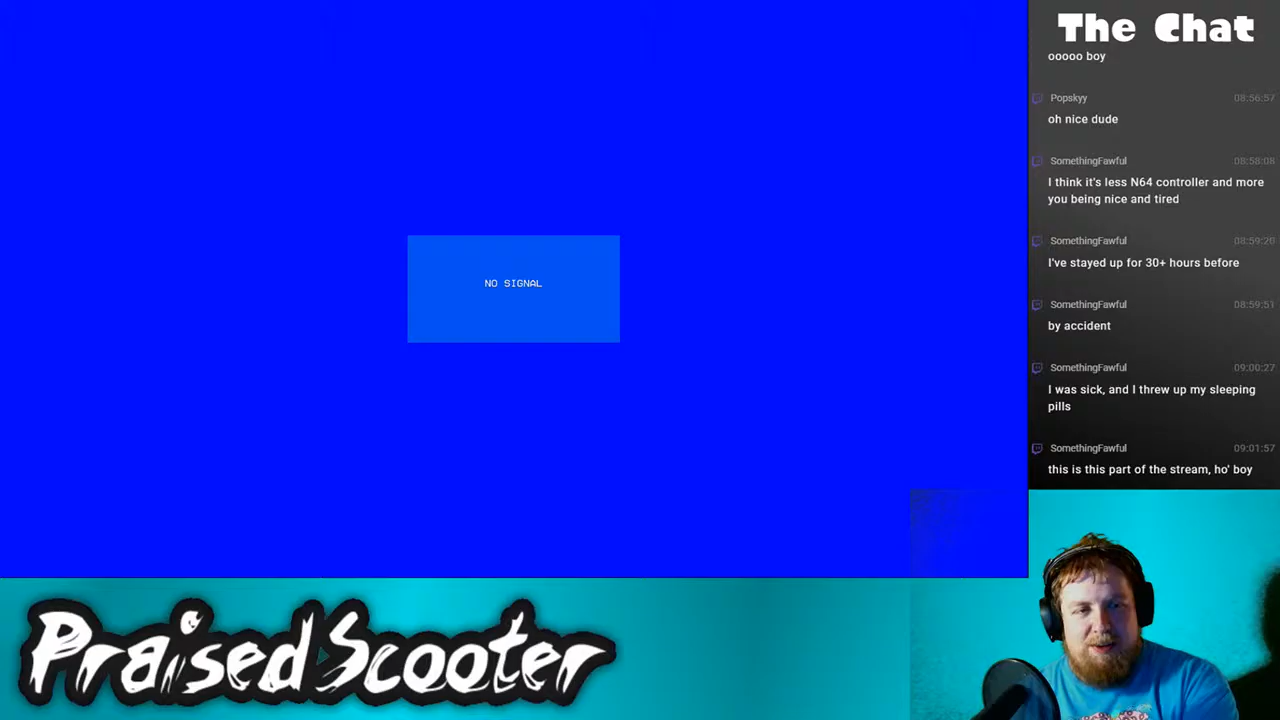 The Chat
ooooo boy
Popskyy 08:56:57
oh nice dude
SomethingFawful 08:58:08
I think it's less N64 controller and more
you being nice and tired
SomethingFawful 08:59:20
I've stayed up for 30+ hours before
SomethingFawful 08:59:51
by accident
SomethingFawful 09:00:27
I was sick, and I threw up my sleeping
pills
SomethingFawful 09:01:57
this is this part of the stream, ho' boy
NO SIGNAL
PraisedScooter